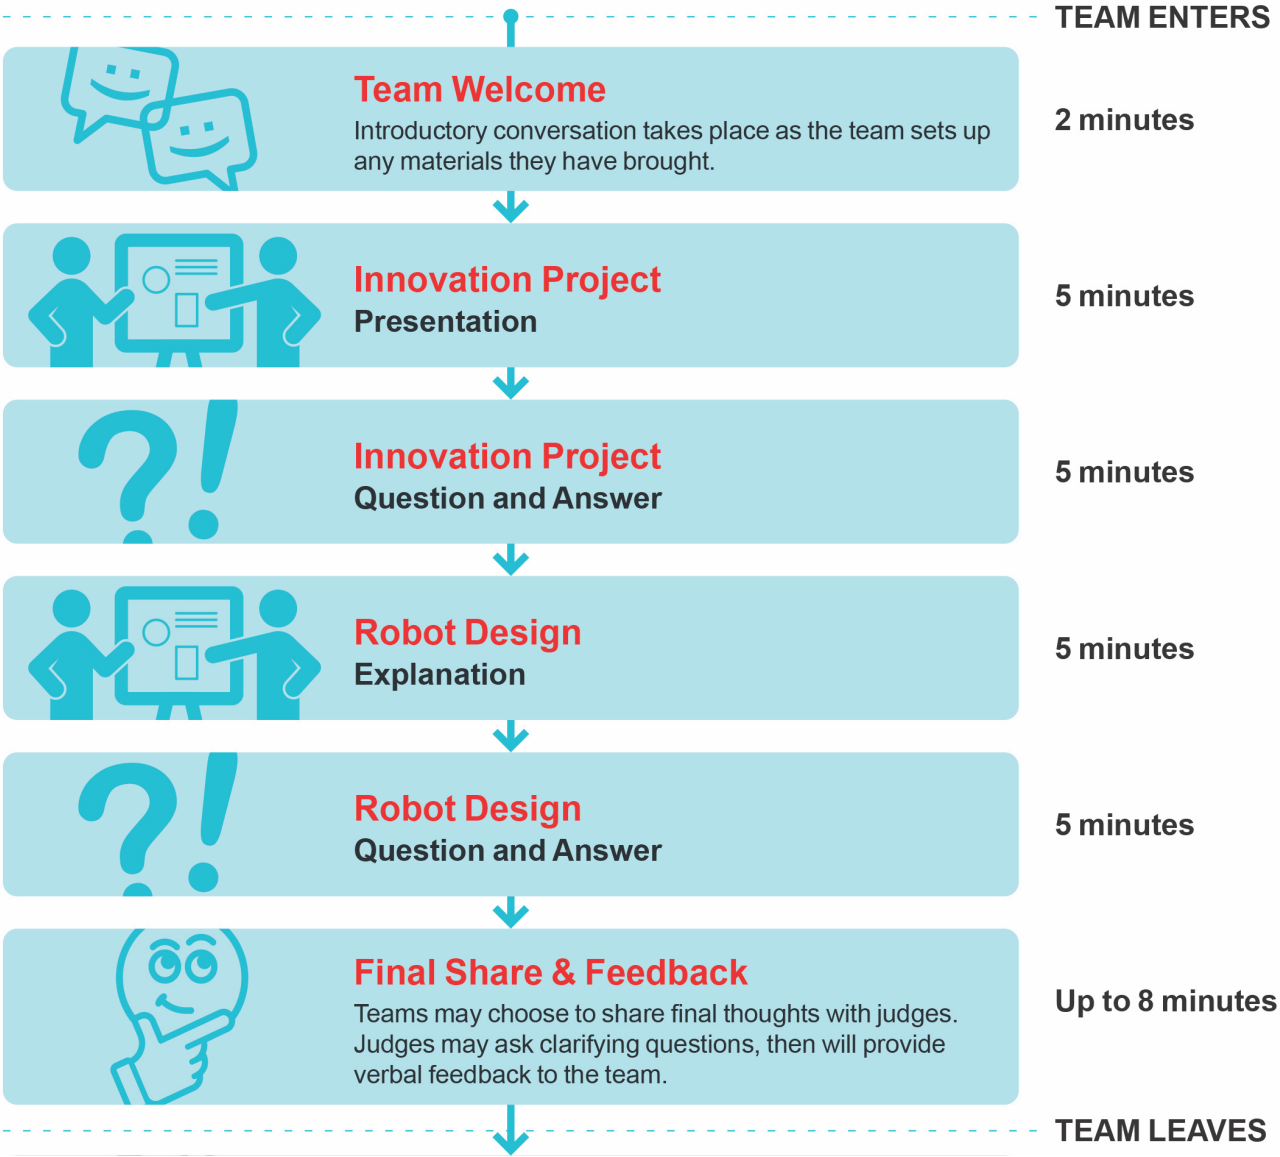 TEAM ENTERS
Team Welcome
Introductory conversation takes place as the team sets up
any materials they have brought.
2 minutes
Innovation Project
Presentation
5 minutes
Innovation Project
Question and Answer
5 minutes
Robot Design
Explanation
5 minutes
Robot Design
Question and Answer
5 minutes
Final Share & Feedback
Teams may choose to share final thoughts with judges.
Judges may ask clarifying questions, then will provide
verbal feedback to the team.
Up to 8 minutes
TEAM LEAVES